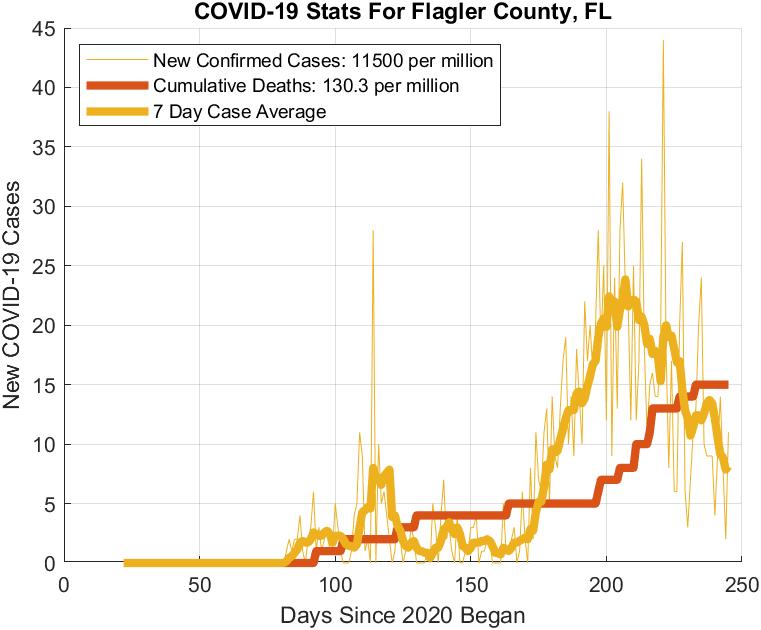 COVID-19 Stats For Flagler County, FL
New Confirmed Cases: 11500 per million
Cumulative Deaths: 130.3 per million
7 Day Case Average
New COVID-19 Cases
45
40
35
30
25
20
15
10
5
0
0 50 100 150 200 250
Days Since 2020 Began